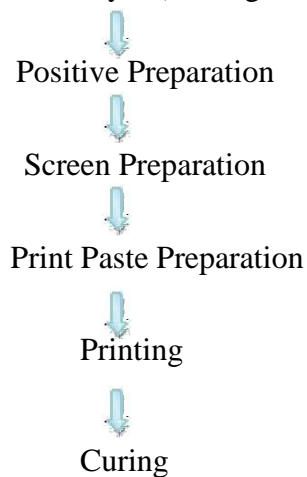 Positive Preparation
Screen Preparation
Print Paste Preparation
Printing
Curing